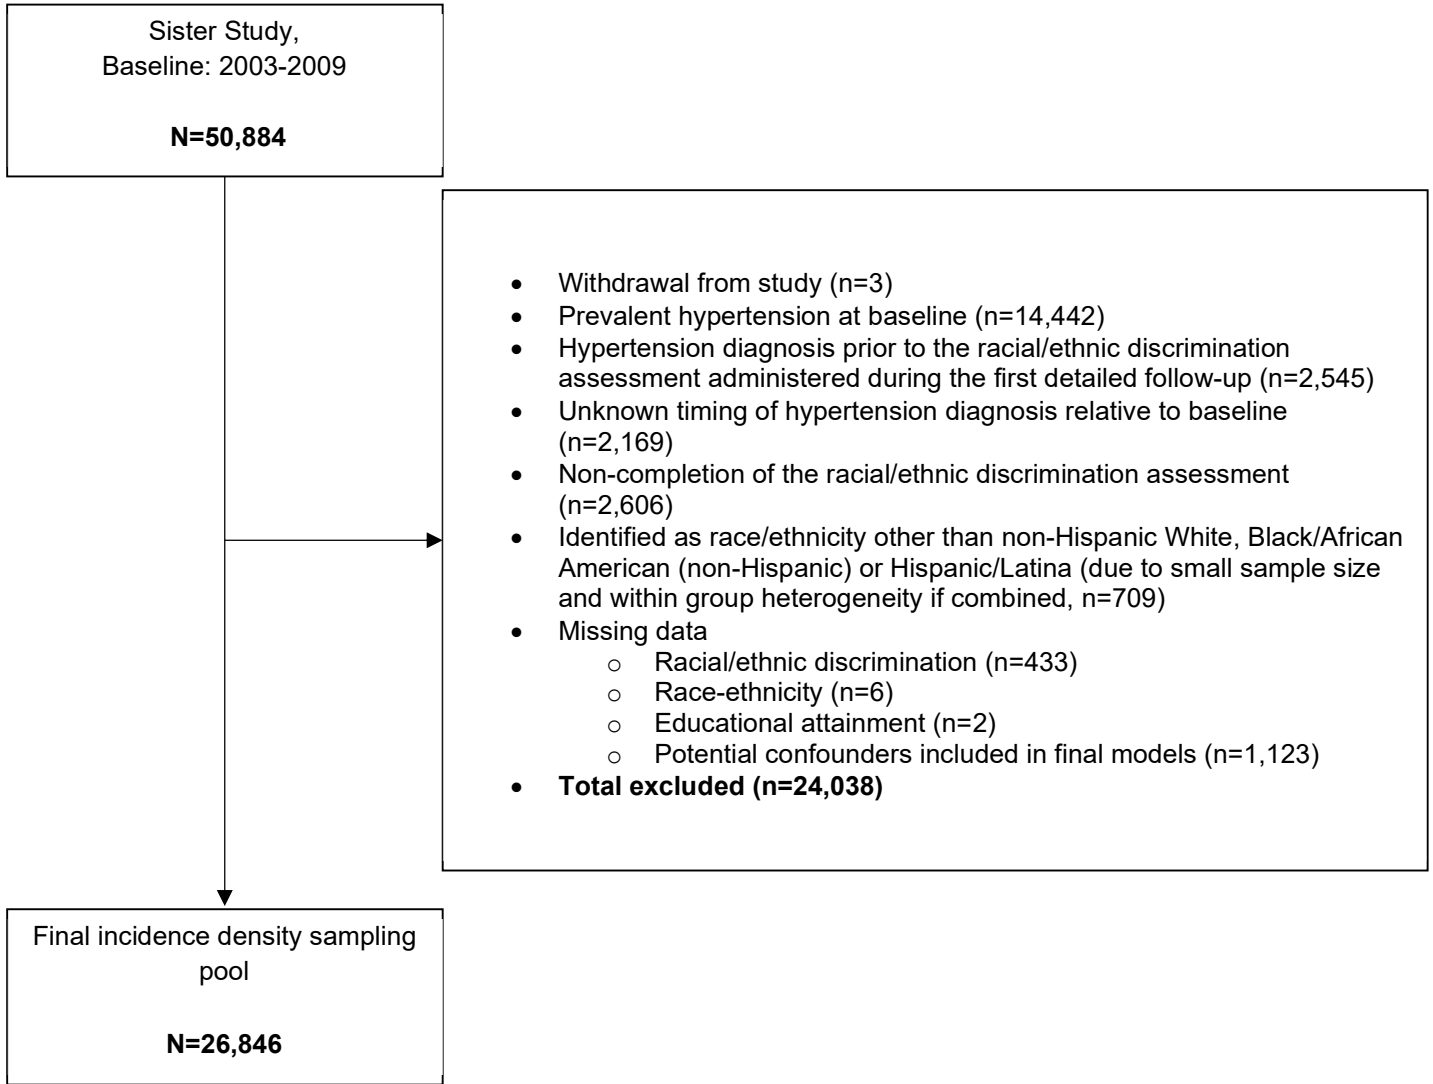 Sister Study,
Baseline: 2003-2009
N=50,884
• Withdrawal from study (n=3)
• Prevalent hypertension at baseline (n=14,442)
• Hypertension diagnosis prior to the racial/ethnic discrimination
assessment administered during the first detailed follow-up (n=2,545)
• Unknown timing of hypertension diagnosis relative to baseline
(n=2,169)
• Non-completion of the racial/ethnic discrimination assessment
(n=2,606)
• Identified as race/ethnicity other than non-Hispanic White, Black/African
American (non-Hispanic) or Hispanic/Latina (due to small sample size
and within group heterogeneity if combined, n=709)
• Missing data
o Racial/ethnic discrimination (n=433)
o Race-ethnicity (n=6)
o Educational attainment (n=2)
o Potential confounders included in final models (n=1,123)
• Total excluded (n=24,038)
Final incidence density sampling
pool
N=26,846